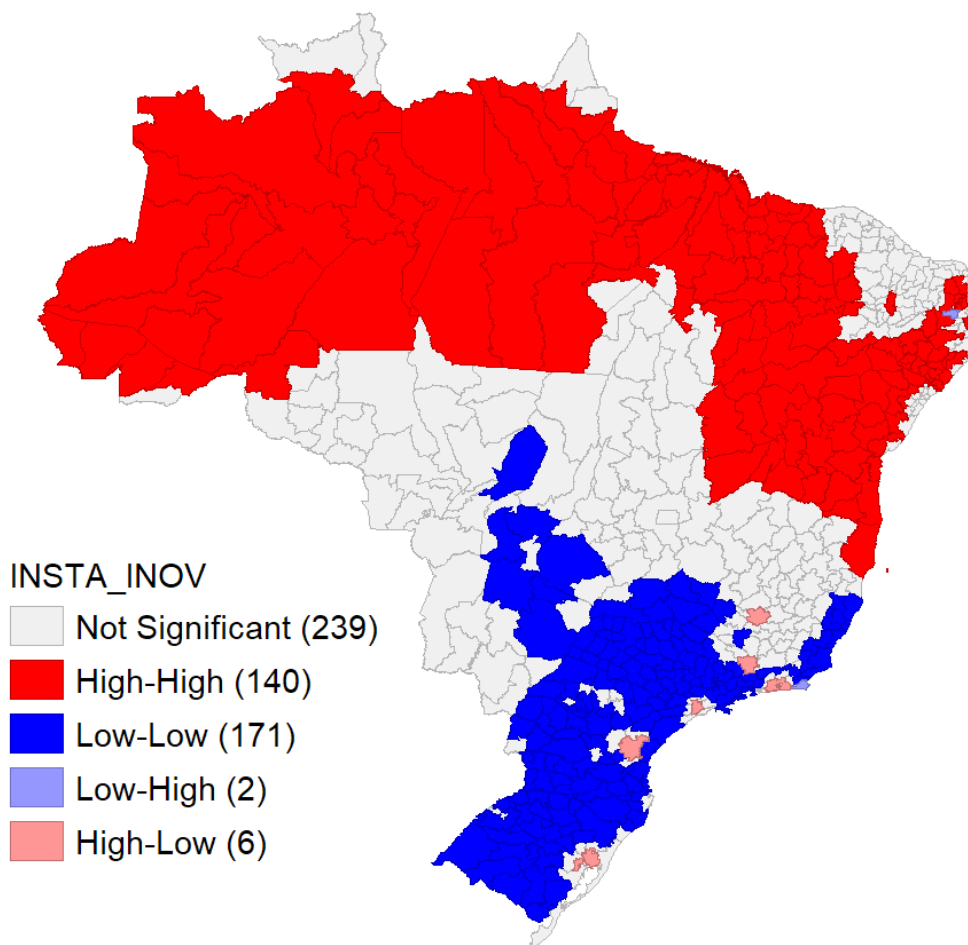 INSTA_INOV
Not Significant (239)
High-High (140)
Low-Low (171)
Low-High (2)
High-Low (6)